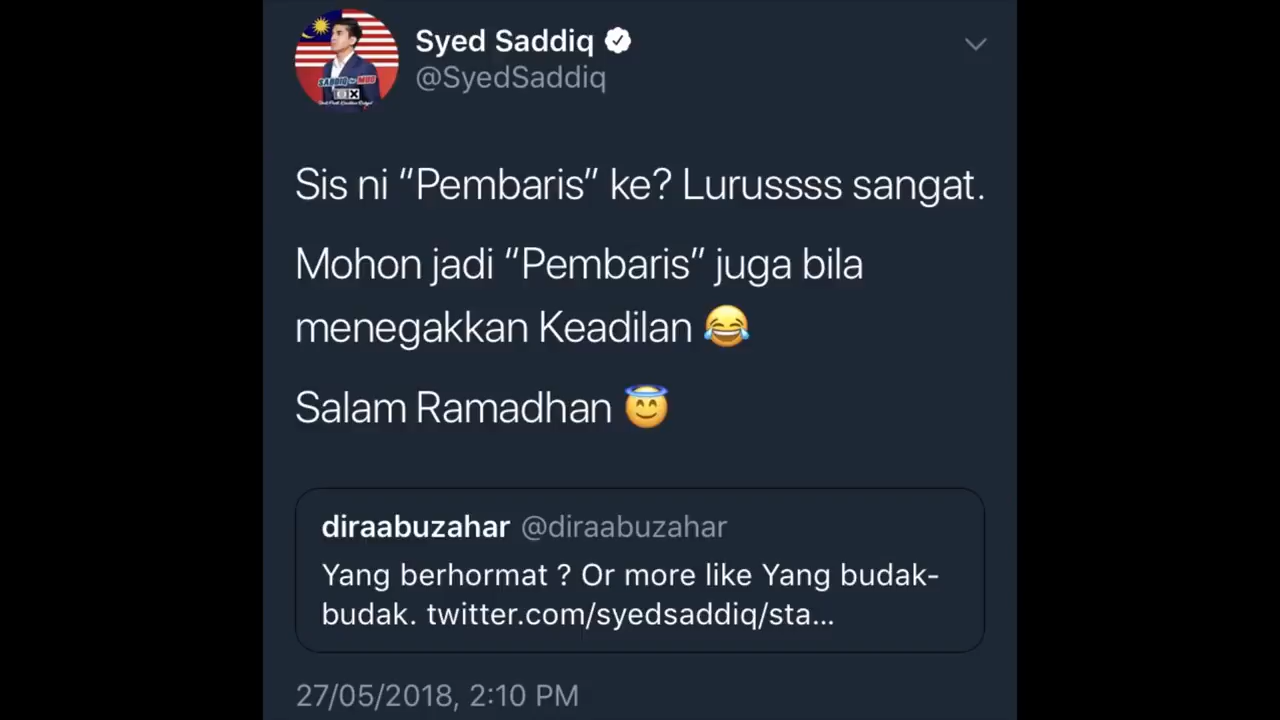 Syed Saddiq
@SyedSaddiq
Sis ni “Pembaris” ke? Lurussss sangat.
Mohon jadi “Pembaris” juga bila
menegakkan Keadilan 😂
Salam Ramadhan 😇
diraabuzahar @diraabuzahar
Yang berhormat ? Or more like Yang budak-
budak. twitter.com/syedsaddiq/sta...
27/05/2018, 2:10 PM